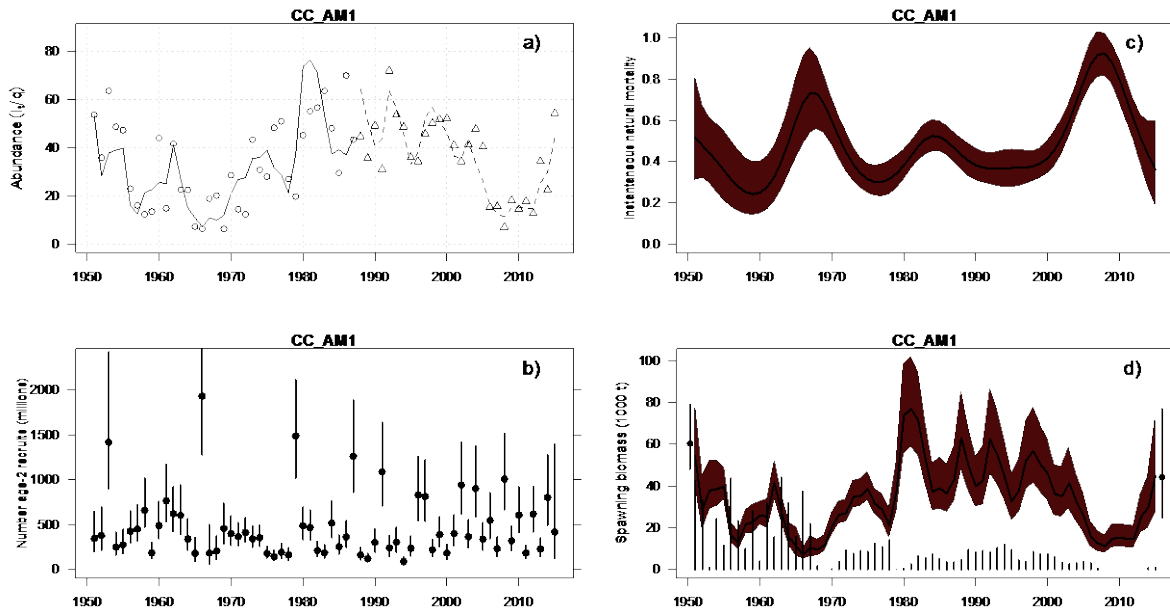 CC_AM1
a)
Abundance (It/q)
80
60
40
20
0
1950 1960 1970 1980 1990 2000 2010
CC_AM1
c)
Instantaneous natural mortality
1.0
0.8
0.6
0.4
0.2
0.0
1950 1960 1970 1980 1990 2000 2010
CC_AM1
b)
Number age-2 recruits (millions)
2000
1500
1000
500
0
1950 1960 1970 1980 1990 2000 2010
CC_AM1
d)
Spawning biomass (1000 t)
100
80
60
40
20
0
1950 1960 1970 1980 1990 2000 2010